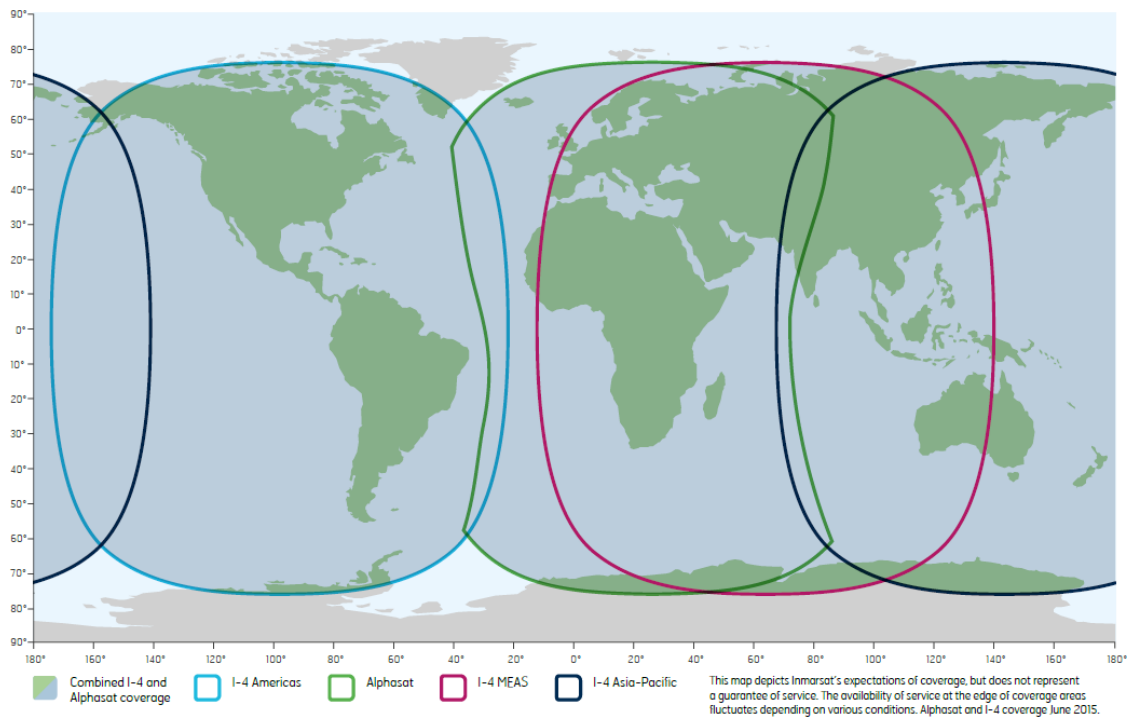 90°
80°
70°
60°
50°
40°
30°
20°
10°
0°
10°
20°
30°
40°
50°
60°
70°
80°
90°
180° 160° 140° 120° 100° 80° 60° 40° 20° 0° 20° 40° 60° 80° 100° 120° 140° 160° 180°
Combined I-4 and
Alphasat coverage
I-4 Americas
Alphasat
I-4 MEAS
I-4 Asia-Pacific
This map depicts Inmarsat's expectations of coverage, but does not represent
a guarantee of service. The availability of service at the edge of coverage areas
fluctuates depending on various conditions. Alphasat and I-4 coverage June 2015.